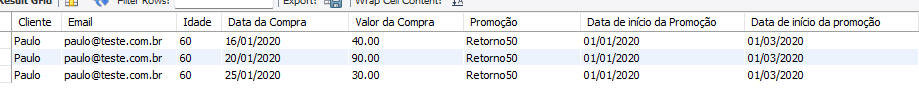 Result Grid Filter Rows: Export: Wrap Cell Content:
Cliente Email Idade Data da Compra Valor da Compra Promoção Data de início da Promoção Data de início da promoção
Paulo paulo@teste.com.br 60 16/01/2020 40.00 Retorno50 01/01/2020 01/03/2020
Paulo paulo@teste.com.br 60 20/01/2020 90.00 Retorno50 01/01/2020 01/03/2020
Paulo paulo@teste.com.br 60 25/01/2020 30.00 Retorno50 01/01/2020 01/03/2020